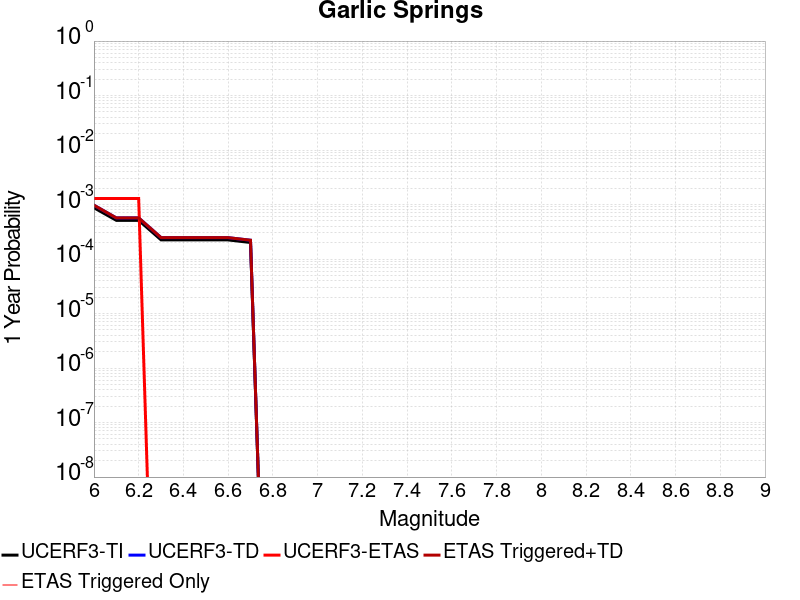 Garlic Springs
10^0
10^-1
10^-2
10^-3
10^-4
10^-5
10^-6
10^-7
10^-8
1 Year Probability
6 6.2 6.4 6.6 6.8 7 7.2 7.4 7.6 7.8 8 8.2 8.4 8.6 8.8 9
Magnitude
UCERF3-TI UCERF3-TD UCERF3-ETAS ETAS Triggered+TD
ETAS Triggered Only